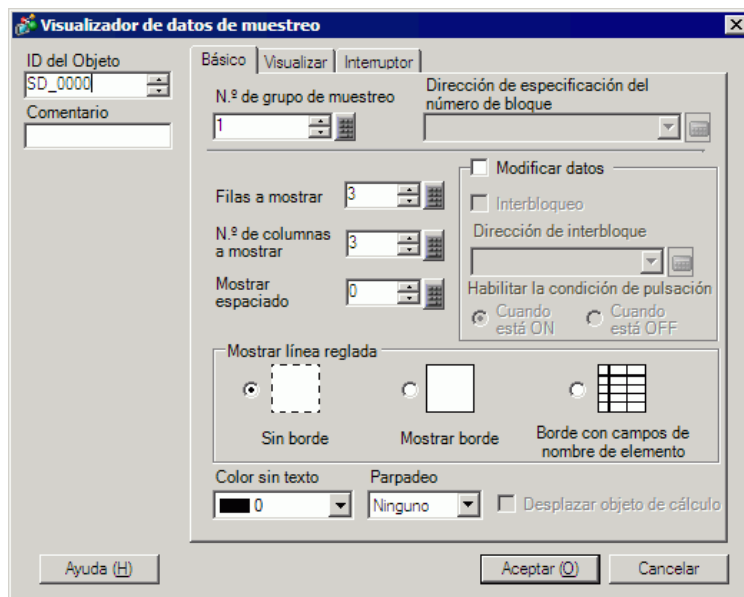 Visualizador de datos de muestreo
ID del Objeto
SD_0000
Comentario
Básico
Visualizar
Interruptor
N.º de grupo de muestreo
1
Dirección de especificación del
número de bloque
Filas a mostrar
3
N.º de columnas
a mostrar
3
Mostrar
espaciado
0
Modificar datos
Interbloqueo
Dirección de interbloque
Habilitar la condición de pulsación
Cuando
está ON
Cuando
está OFF
Mostrar línea reglada
Sin borde
Mostrar borde
Borde con campos de
nombre de elemento
Color sin texto
0
Parpadeo
Ninguno
Desplazar objeto de cálculo
Ayuda (H)
Aceptar (O)
Cancelar